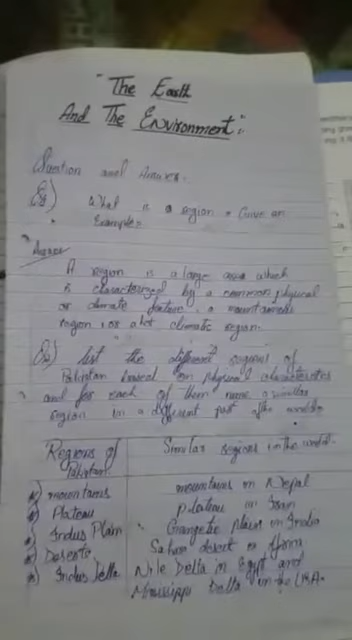 "The Earth
And The Environment"
Question and Answer.
Q1) What is a region? Give an
Example?
Answer
A region is a large area which
is characterized by a common physical
or climate feature. a mountainous
region or a hot climatic region.
Q2) list the different regions of
Pakistan based on physical characteristics
and for each of them name a similar
region in a different part of the world?
Regions of Pakistan
Similar regions in the world.
mountains
mountains in Nepal
Plateau
Plateau in Iran
Indus Plain
Gangetic plain in India
Deserts
Sahara desert in Africa
Indus Delta
Nile Delta in Egypt and
Mississippi Delta in the USA.